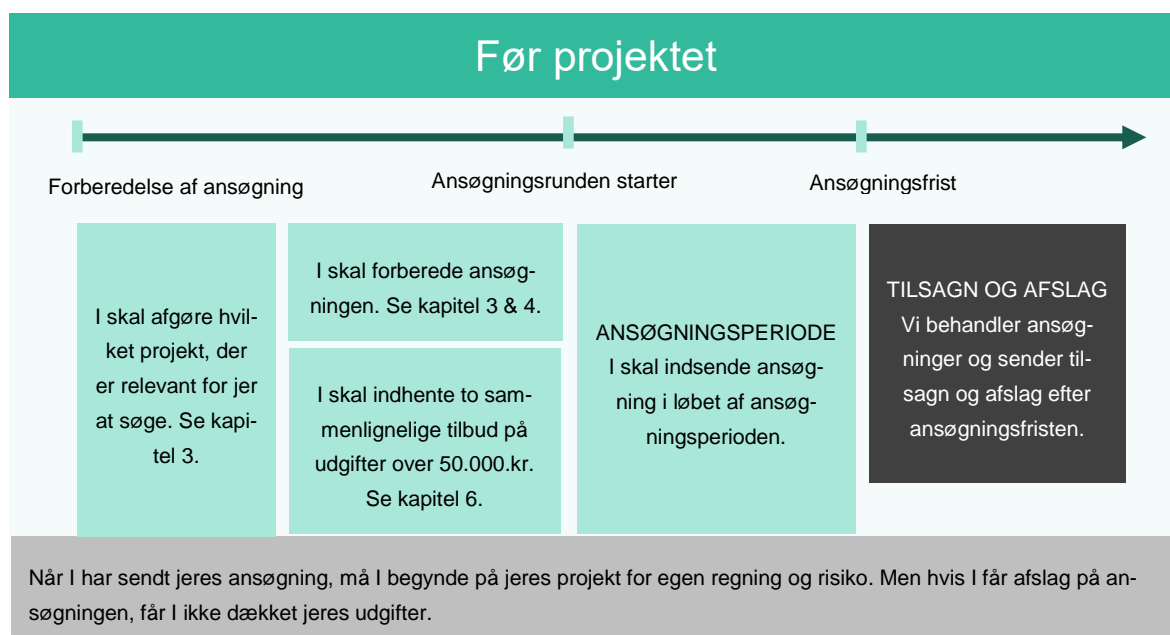 Før projektet
Forberedelse af ansøgning
Ansøgningsrunden starter
Ansøgningsfrist
I skal afgøre hvil-
ket projekt, der
er relevant for jer
at søge. Se kapi-
tel 3.
I skal forberede ansøg-
ningen. Se kapitel 3 & 4.
I skal indhente to sam-
menlignelige tilbud på
udgifter over 50.000.kr.
Se kapitel 6.
ANSØGNINGSPERIODE
I skal indsende ansøg-
ning i løbet af ansøg-
ningsperioden.
TILSAGN OG AFSLAG
Vi behandler ansøg-
ninger og sender til-
sagn og afslag efter
ansøgningsfristen.
Når I har sendt jeres ansøgning, må I begynde på jeres projekt for egen regning og risiko. Men hvis I får afslag på an-
søgningen, får I ikke dækket jeres udgifter.